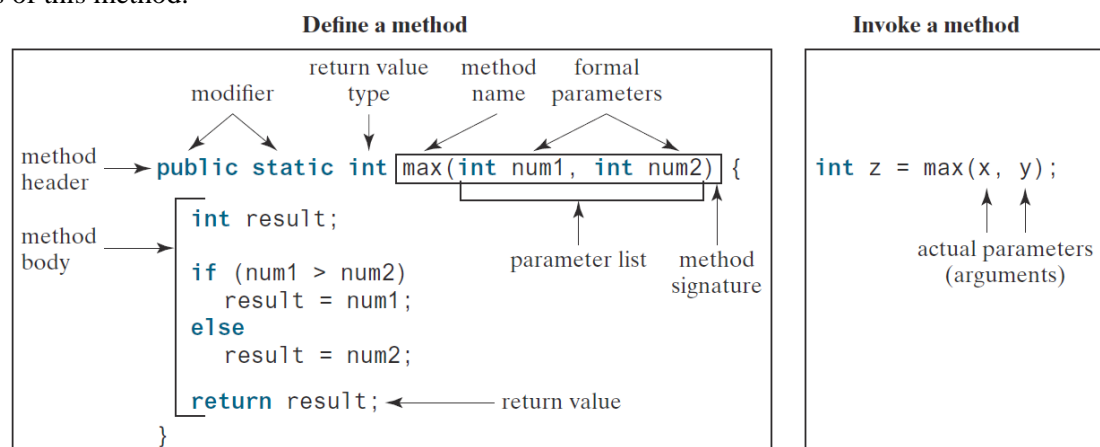 s of this method.
Define a method
Invoke a method
return value type
method name
formal parameters
modifier
method header
public static int max(int num1, int num2) {
method body
int result;
parameter list
method signature
if (num1 > num2)
result = num1;
else
result = num2;
return result;
return value
}
int z = max(x, y);
actual parameters
(arguments)